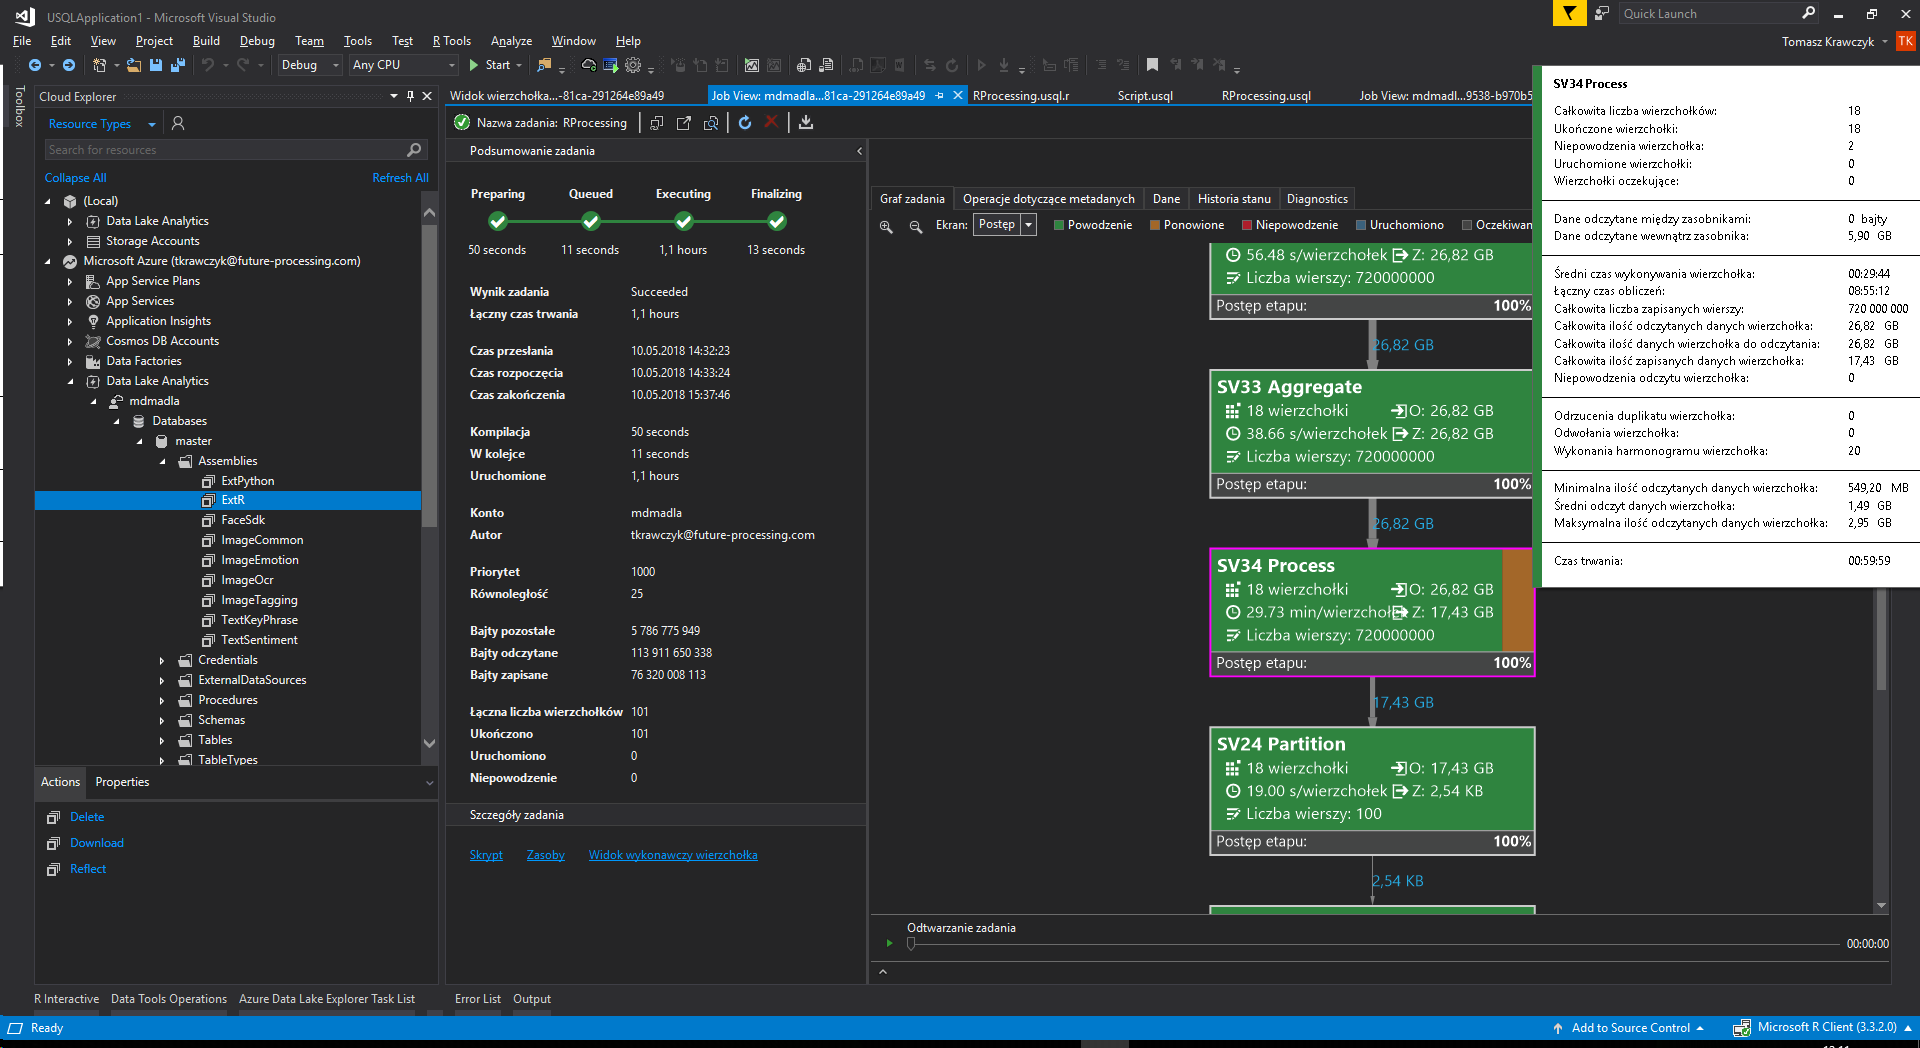 USQLApplication1 - Microsoft Visual Studio
Quick Launch
File Edit View Project Build Debug Team Tools Test R Tools Analyze Window Help
Tomasz Krawczyk TK
Debug Any CPU Start
Toolbox
Cloud Explorer
Resource Types
Search for resources
Collapse All Refresh All
(Local)
Data Lake Analytics
Storage Accounts
Microsoft Azure (tkrawczyk@future-processing.com)
App Service Plans
App Services
Application Insights
Cosmos DB Accounts
Data Factories
Data Lake Analytics
mdmadla
Databases
master
Assemblies
ExtPython
ExtR
FaceSdk
ImageCommon
ImageEmotion
ImageOcr
ImageTagging
TextKeyPhrase
TextSentiment
Credentials
ExternalDataSources
Procedures
Schemas
Tables
TableTypes
Actions Properties
Delete
Download
Reflect
Widok wierzchołka...-81ca-291264e89a49 Job View: mdmadla...81ca-291264e89a49 RProcessing.usql.r Script.usql RProcessing.usql Job View: mdmadl...9538-b970b5
Nazwa zadania: RProcessing
Podsumowanie zadania
Preparing Queued Executing Finalizing
50 seconds 11 seconds 1,1 hours 13 seconds
Wynik zadania Succeeded
Łączny czas trwania 1,1 hours
Czas przesłania 10.05.2018 14:32:23
Czas rozpoczęcia 10.05.2018 14:33:24
Czas zakończenia 10.05.2018 15:37:46
Kompilacja 50 seconds
W kolejce 11 seconds
Uruchomione 1,1 hours
Konto mdmadla
Autor tkrawczyk@future-processing.com
Priorytet 1000
Równoległość 25
Bajty pozostałe 5 786 775 949
Bajty odczytane 113 911 650 338
Bajty zapisane 76 320 008 113
Łączna liczba wierzchołków 101
Ukończono 101
Uruchomiono 0
Niepowodzenie 0
Szczegóły zadania
Skrypt Zasoby Widok wykonawczy wierzchołka
Graf zadania Operacje dotyczące metadanych Dane Historia stanu Diagnostics
Ekran: Postęp Powodzenie Ponowione Niepowodzenie Uruchomiono Oczekiwan
56.48 s/wierzchołek Z: 26,82 GB
Liczba wierszy: 720000000
Postęp etapu: 100%
26,82 GB
SV33 Aggregate
18 wierzchołki O: 26,82 GB
38.66 s/wierzchołek Z: 26,82 GB
Liczba wierszy: 720000000
Postęp etapu: 100%
26,82 GB
SV34 Process
18 wierzchołki O: 26,82 GB
29.73 min/wierzchołek Z: 17,43 GB
Liczba wierszy: 720000000
Postęp etapu: 100%
17,43 GB
SV24 Partition
18 wierzchołki O: 17,43 GB
19.00 s/wierzchołek Z: 2,54 KB
Liczba wierszy: 100
Postęp etapu: 100%
2,54 KB
Odtwarzanie zadania
00:00:00
SV34 Process
Całkowita liczba wierzchołków: 18
Ukończone wierzchołki: 18
Niepowodzenia wierzchołka: 2
Uruchomione wierzchołki: 0
Wierzchołki oczekujące: 0
Dane odczytane między zasobnikami: 0 bajty
Dane odczytane wewnątrz zasobnika: 5,90 GB
Średni czas wykonywania wierzchołka: 00:29:44
Łączny czas obliczeń: 08:55:12
Całkowita liczba zapisanych wierszy: 720 000 000
Całkowita ilość odczytanych danych wierzchołka: 26,82 GB
Całkowita ilość danych wierzchołka do odczytania: 26,82 GB
Całkowita ilość zapisanych danych wierzchołka: 17,43 GB
Niepowodzenia odczytu wierzchołka: 0
Odrzucenia duplikatu wierzchołka: 0
Odwołania wierzchołka: 0
Wykonania harmonogramu wierzchołka: 20
Minimalna ilość odczytanych danych wierzchołka: 549,20 MB
Średni odczyt danych wierzchołka: 1,49 GB
Maksymalna ilość odczytanych danych wierzchołka: 2,95 GB
Czas trwania: 00:59:59
R Interactive Data Tools Operations Azure Data Lake Explorer Task List Error List Output
Ready Add to Source Control Microsoft R Client (3.3.2.0)